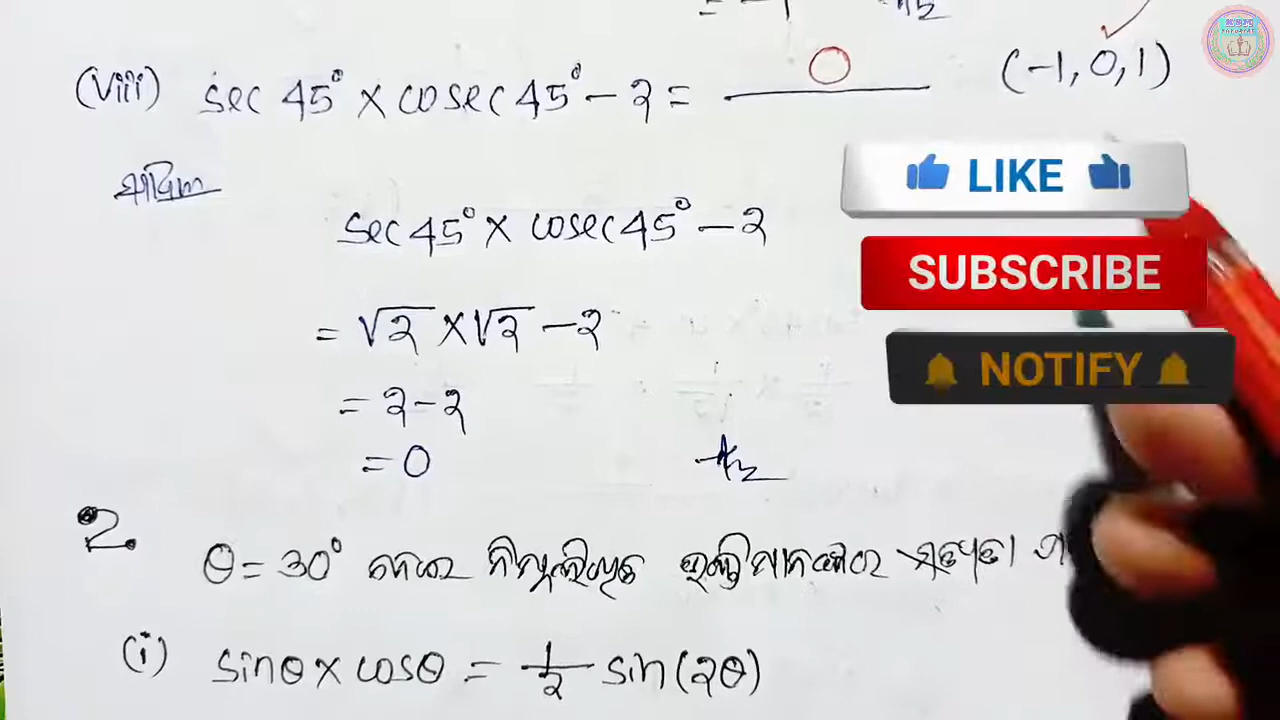 (viii) sec 45° × cosec 45° − 2 = 0 (-1, 0, 1)
LIKE
sec 45° × cosec 45° − 2
SUBSCRIBE
= √2 × √2 − 2
NOTIFY
= 2 − 2
= 0
2. θ = 30° ନେଇ ନିମ୍ନଲିଖିତ ଉକ୍ତିମାନଙ୍କର ସତ୍ୟତା
(i) sinθ × cosθ = 1/2 sin(2θ)